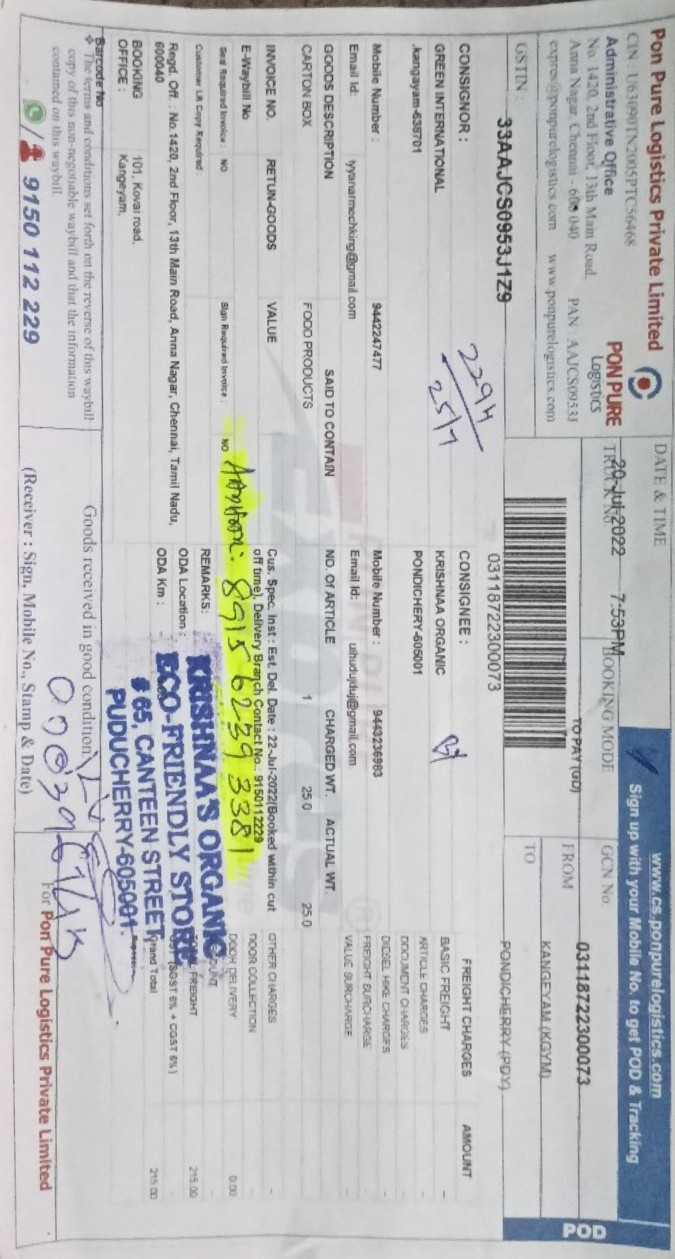 Pon Pure Logistics Private Limited
CIN : U63090TN2005PTC56468
Administrative Office
No. 1420, 2nd Floor, 13th Main Road,
Anna Nagar, Chennai - 600 040
PAN : AAJCS0953J
expres@ponpurelogistics.com www.ponpurelogistics.com
PON PURE
Logistics
GSTIN :
33AAJCS0953J1Z9
DATE & TIME
20-Jul-2022 7:53PM
BOOKING MODE
TO PAY (GD)
www.cs.ponpurelogistics.com
Sign up with your Mobile No. to get POD & Tracking
POD
GCN No.
03118722300073
FROM
KANGEYAM (KGYM)
TO
PONDICHERRY (PDY)
03118722300073
CONSIGNOR :
GREEN INTERNATIONAL
,kangayam-638701
2294
25/7
Mobile Number : 9442247477
Email Id: iyyanarmochking@gmail.com
CONSIGNEE :
KRISHNAA ORGANIC
PONDICHERY-605001
Mobile Number : 9443236983
Email Id: uihudujduj@gmail.com
GOODS DESCRIPTION SAID TO CONTAIN NO. Of ARTICLE CHARGED WT. ACTUAL WT.
CARTON BOX FOOD PRODUCTS 1 25.0 25.0
INVOICE NO. RETUN-GOODS VALUE
E-Waybill No
Seal Required Invoice : NO Sign Required Invoice : NO
Customer LR Copy Required :
Cus. Spec. Inst : Est. Del. Date : 22-Jul-2022(Booked within cut
off time), Delivery Branch Contact No.: 9150112229
891562393381
REMARKS:
ODA Location :
ODA Km :
Regd. Off. : No.1420, 2nd Floor, 13th Main Road, Anna Nagar, Chennai, Tamil Nadu,
600040
BOOKING OFFICE :
101, Kovai road,
Kangeyam,
FREIGHT CHARGES AMOUNT
BASIC FREIGHT -
ARTICLE CHARGES
DOCUMENT CHARGES
DIESEL HIKE CHARGES
FREIGHT SURCHARGE -
VALUE SURCHARGE -
OTHER CHARGES -
DOOR COLLECTION -
DOOR DELIVERY 0.00
FREIGHT 215.00
(SGST 6% + CGST 6%) -
Grand Total 215.00
KRISHNAA'S ORGANIC
ECO-FRIENDLY STORE
# 65, CANTEEN STREET
PUDUCHERRY-605001.
Barcode No
The terms and conditions set forth on the reverse of this waybill
copy of this non-negotiable waybill and that the information
contained on this waybill.
9150 112 229
Goods received in good condition
(Receiver : Sign, Mobile No., Stamp & Date)
For Pon Pure Logistics Private Limited